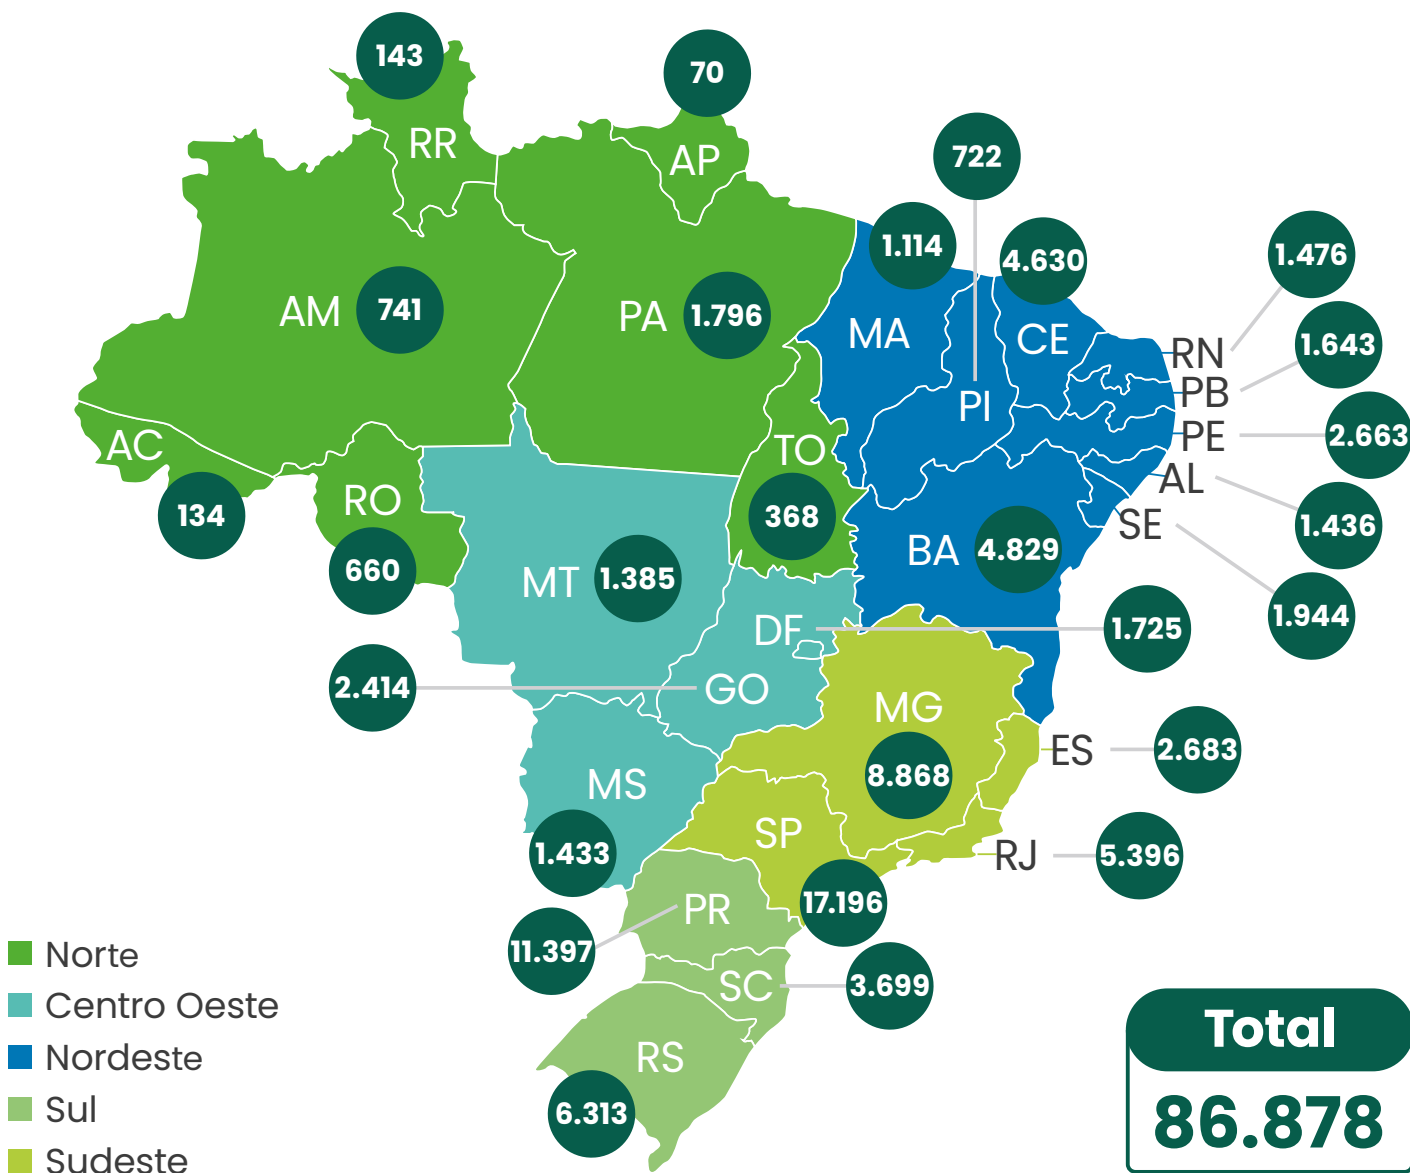 143
RR
70
AP
722
1.114
4.630
1.476
AM
741
PA
1.796
MA
CE
RN
1.643
PB
PI
PE
2.663
AC
TO
AL
134
RO
368
SE
1.436
660
BA
4.829
MT
1.385
1.944
DF
1.725
2.414
GO
MG
ES
2.683
8.868
MS
SP
1.433
RJ
5.396
17.196
PR
11.397
SC
3.699
RS
6.313
Norte
Centro Oeste
Nordeste
Sul
Sudeste
Total
86.878